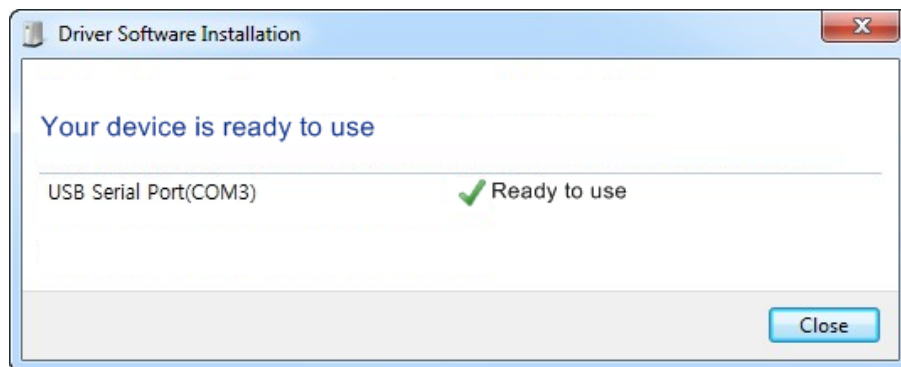 Driver Software Installation
Your device is ready to use
USB Serial Port(COM3) Ready to use
Close